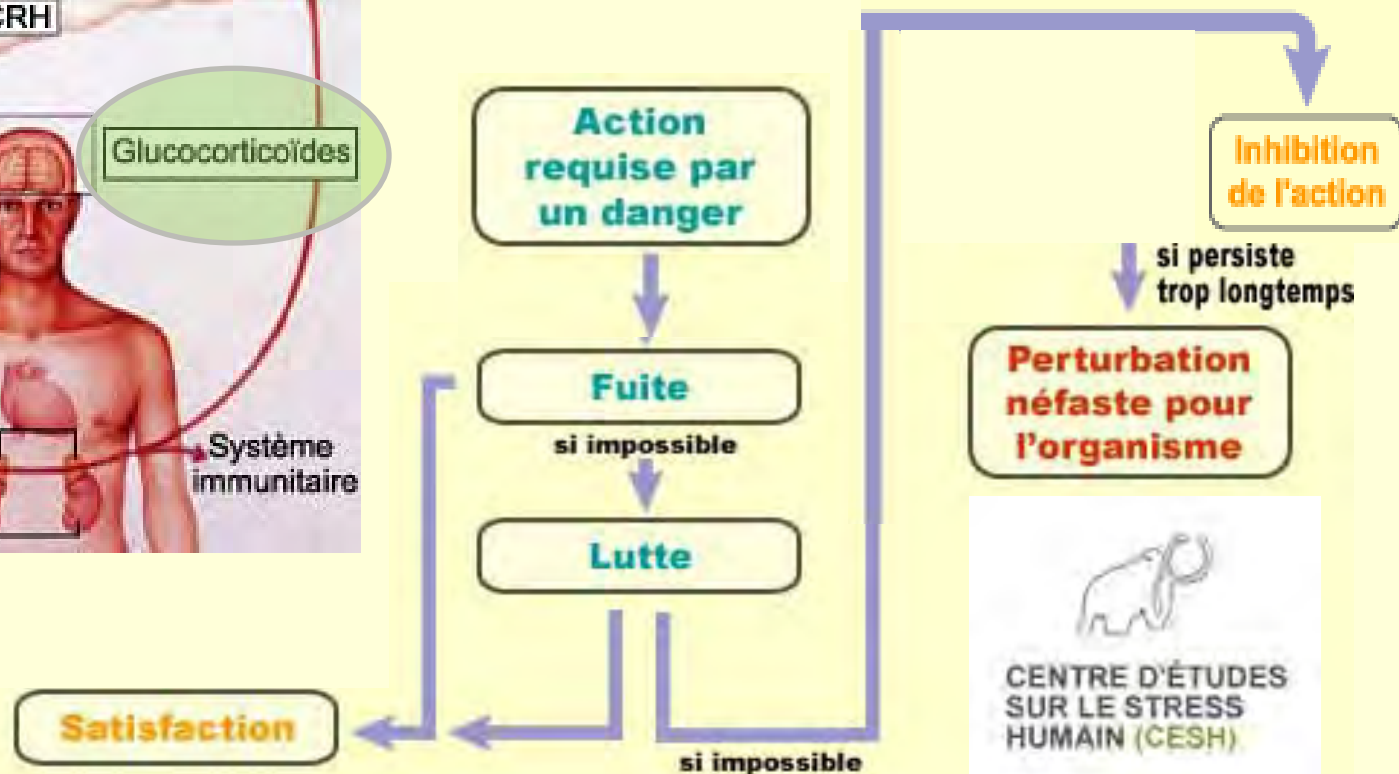 CRH
Glucocorticoïdes
Système
immunitaire
Action
requise par
un danger
Fuite
si impossible
Lutte
Satisfaction
si impossible
Inhibition
de l'action
si persiste
trop longtemps
Perturbation
néfaste pour
l'organisme
CENTRE D'ÉTUDES
SUR LE STRESS
HUMAIN (CESH)